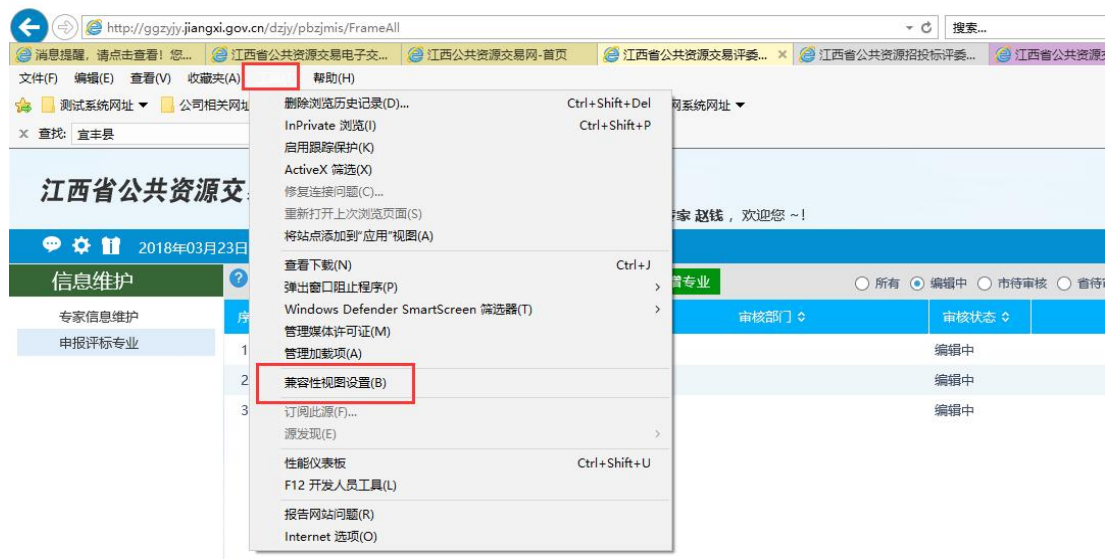 http://ggzyjy.jiangxi.gov.cn/dzjy/pbzjmis/FrameAll
搜索...
消息提醒，请点击查看！您...
江西省公共资源交易电子交...
江西公共资源交易网-首页
江西省公共资源交易评委... ×
江西省公共资源招投标评委...
江西省公共资源
文件(F) 编辑(E) 查看(V) 收藏夹(A) 帮助(H)
测试系统网址 公司相关网址
网系统网址
× 查找: 宜丰县
删除浏览历史记录(D)... Ctrl+Shift+Del
InPrivate 浏览(I) Ctrl+Shift+P
启用跟踪保护(K)
ActiveX 筛选(X)
修复连接问题(C)...
重新打开上次浏览页面(S)
将站点添加到"应用"视图(A)
查看下载(N) Ctrl+J
弹出窗口阻止程序(P)
Windows Defender SmartScreen 筛选器(T)
管理媒体许可证(M)
管理加载项(A)
兼容性视图设置(B)
订阅此源(F)...
源发现(E)
性能仪表板 Ctrl+Shift+U
F12 开发人员工具(L)
报告网站问题(R)
Internet 选项(O)
江西省公共资源交
家 赵钱 ，欢迎您 ~!
2018年03月23日
信息维护
专家信息维护
申报评标专业
专业
所有 编辑中 市待审核 省待
序 审核部门 审核状态
1 编辑中
2 编辑中
3 编辑中